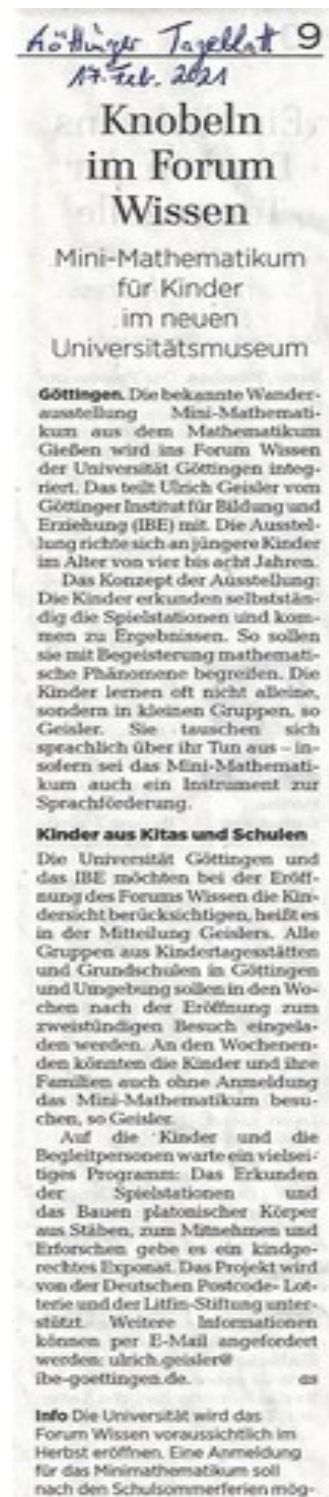 Göttinger Tageblatt 9
17. Feb. 2021
Knobeln
im Forum
Wissen
Mini-Mathematikum
für Kinder
im neuen
Universitätsmuseum
Göttingen. Die bekannte Wander-
ausstellung Mini-Mathemati-
kum aus dem Mathematikum
Gießen wird ins Forum Wissen
der Universität Göttingen integ-
riert. Das teilt Ulrich Geisler vom
Göttinger Institut für Bildung und
Erziehung (IBE) mit. Die Ausstel-
lung richte sich an jüngere Kinder
im Alter von vier bis acht Jahren.
Das Konzept der Ausstellung:
Die Kinder erkunden selbststän-
dig die Spielstationen und kom-
men zu Ergebnissen. So sollen
sie mit Begeisterung mathemati-
sche Phänomene begreifen. Die
Kinder lernen oft nicht alleine,
sondern in kleinen Gruppen, so
Geisler. Sie tauschen sich
sprachlich über ihr Tun aus – in-
sofern sei das Mini-Mathemati-
kum auch ein Instrument zur
Sprachförderung.
Kinder aus Kitas und Schulen
Die Universität Göttingen und
das IBE möchten bei der Eröff-
nung des Forums Wissen die Kin-
dersicht berücksichtigen, heißt es
in der Mitteilung Geislers. Alle
Gruppen aus Kindertagesstätten
und Grundschulen in Göttingen
und Umgebung sollen in den Wo-
chen nach der Eröffnung zum
zweistündigen Besuch eingela-
den werden. An den Wochenen-
den könnten die Kinder und ihre
Familien auch ohne Anmeldung
das Mini-Mathematikum besu-
chen, so Geisler.
Auf die Kinder und die
Begleitpersonen warte ein vielsei-
tiges Programm: Das Erkunden
der Spielstationen und
das Bauen platonischer Körper
aus Stäben, zum Mitnehmen und
Erforschen gebe es ein kindge-
rechtes Exponat. Das Projekt wird
von der Deutschen Postcode- Lot-
terie und der Litfin-Stiftung unter-
stützt. Weitere Informationen
können per E-Mail angefordert
werden: ulrich.geisler@
ibe-goettingen.de. as
Info Die Universität wird das
Forum Wissen voraussichtlich im
Herbst eröffnen. Eine Anmeldung
für das Minimathematikum soll
nach den Schulsommerferien mög-